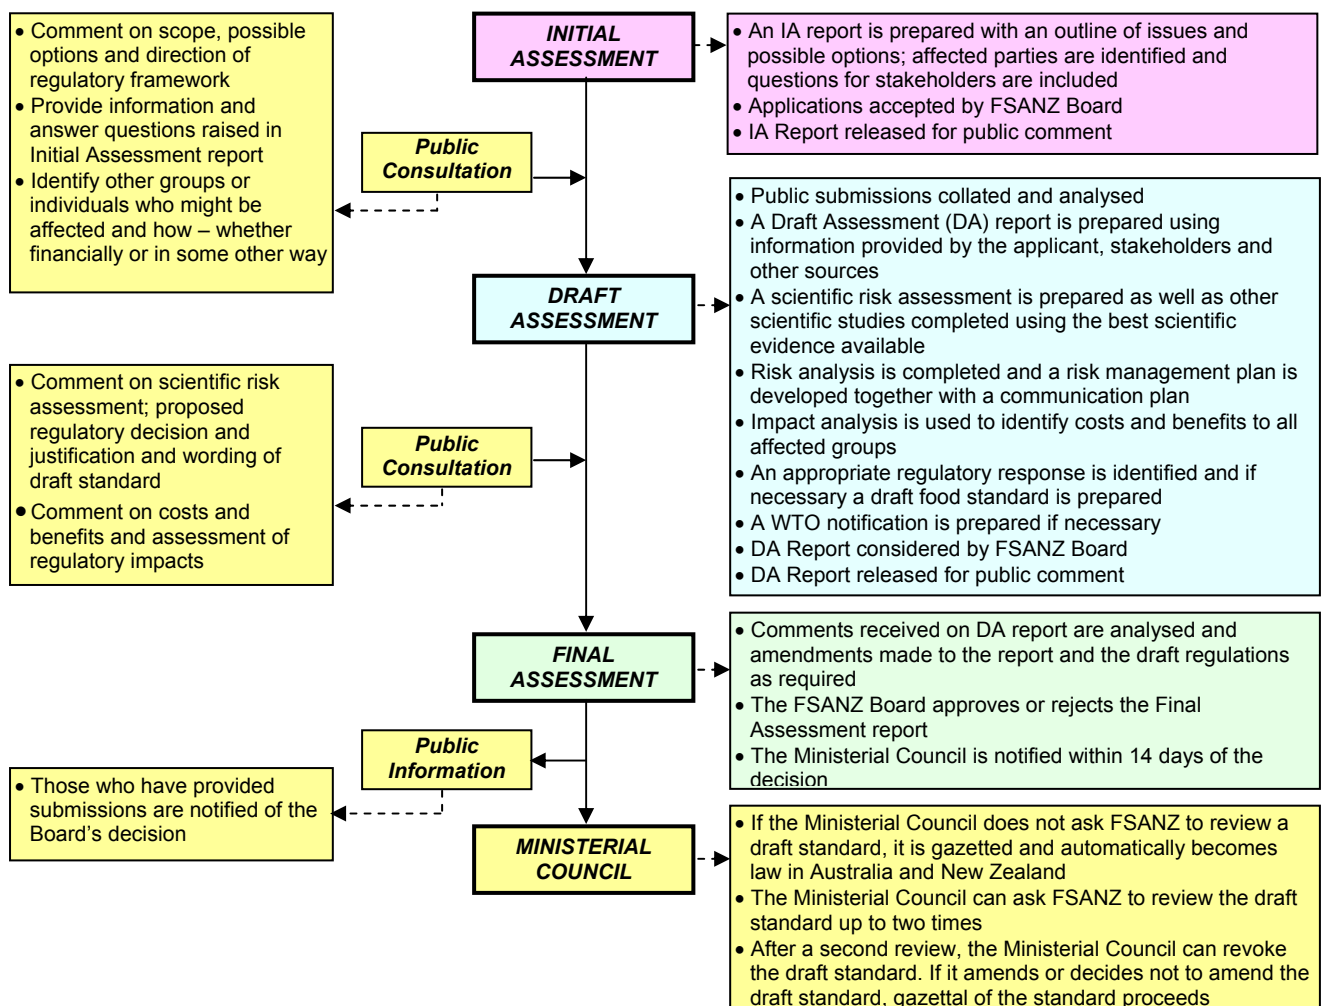 • Comment on scope, possible
options and direction of
regulatory framework
• Provide information and
answer questions raised in
Initial Assessment report
• Identify other groups or
individuals who might be
affected and how – whether
financially or in some other way
INITIAL
ASSESSMENT
• An IA report is prepared with an outline of issues and
possible options; affected parties are identified and
questions for stakeholders are included
• Applications accepted by FSANZ Board
• IA Report released for public comment
Public
Consultation
DRAFT
ASSESSMENT
• Public submissions collated and analysed
• A Draft Assessment (DA) report is prepared using
information provided by the applicant, stakeholders and
other sources
• A scientific risk assessment is prepared as well as other
scientific studies completed using the best scientific
evidence available
• Risk analysis is completed and a risk management plan is
developed together with a communication plan
• Impact analysis is used to identify costs and benefits to all
affected groups
• An appropriate regulatory response is identified and if
necessary a draft food standard is prepared
• A WTO notification is prepared if necessary
• DA Report considered by FSANZ Board
• DA Report released for public comment
• Comment on scientific risk
assessment; proposed
regulatory decision and
justification and wording of
draft standard
• Comment on costs and
benefits and assessment of
regulatory impacts
Public
Consultation
FINAL
ASSESSMENT
• Comments received on DA report are analysed and
amendments made to the report and the draft regulations
as required
• The FSANZ Board approves or rejects the Final
Assessment report
• The Ministerial Council is notified within 14 days of the
decision
Public
Information
• Those who have provided
submissions are notified of the
Board's decision
MINISTERIAL
COUNCIL
• If the Ministerial Council does not ask FSANZ to review a
draft standard, it is gazetted and automatically becomes
law in Australia and New Zealand
• The Ministerial Council can ask FSANZ to review the draft
standard up to two times
• After a second review, the Ministerial Council can revoke
the draft standard. If it amends or decides not to amend the
draft standard, gazettal of the standard proceeds